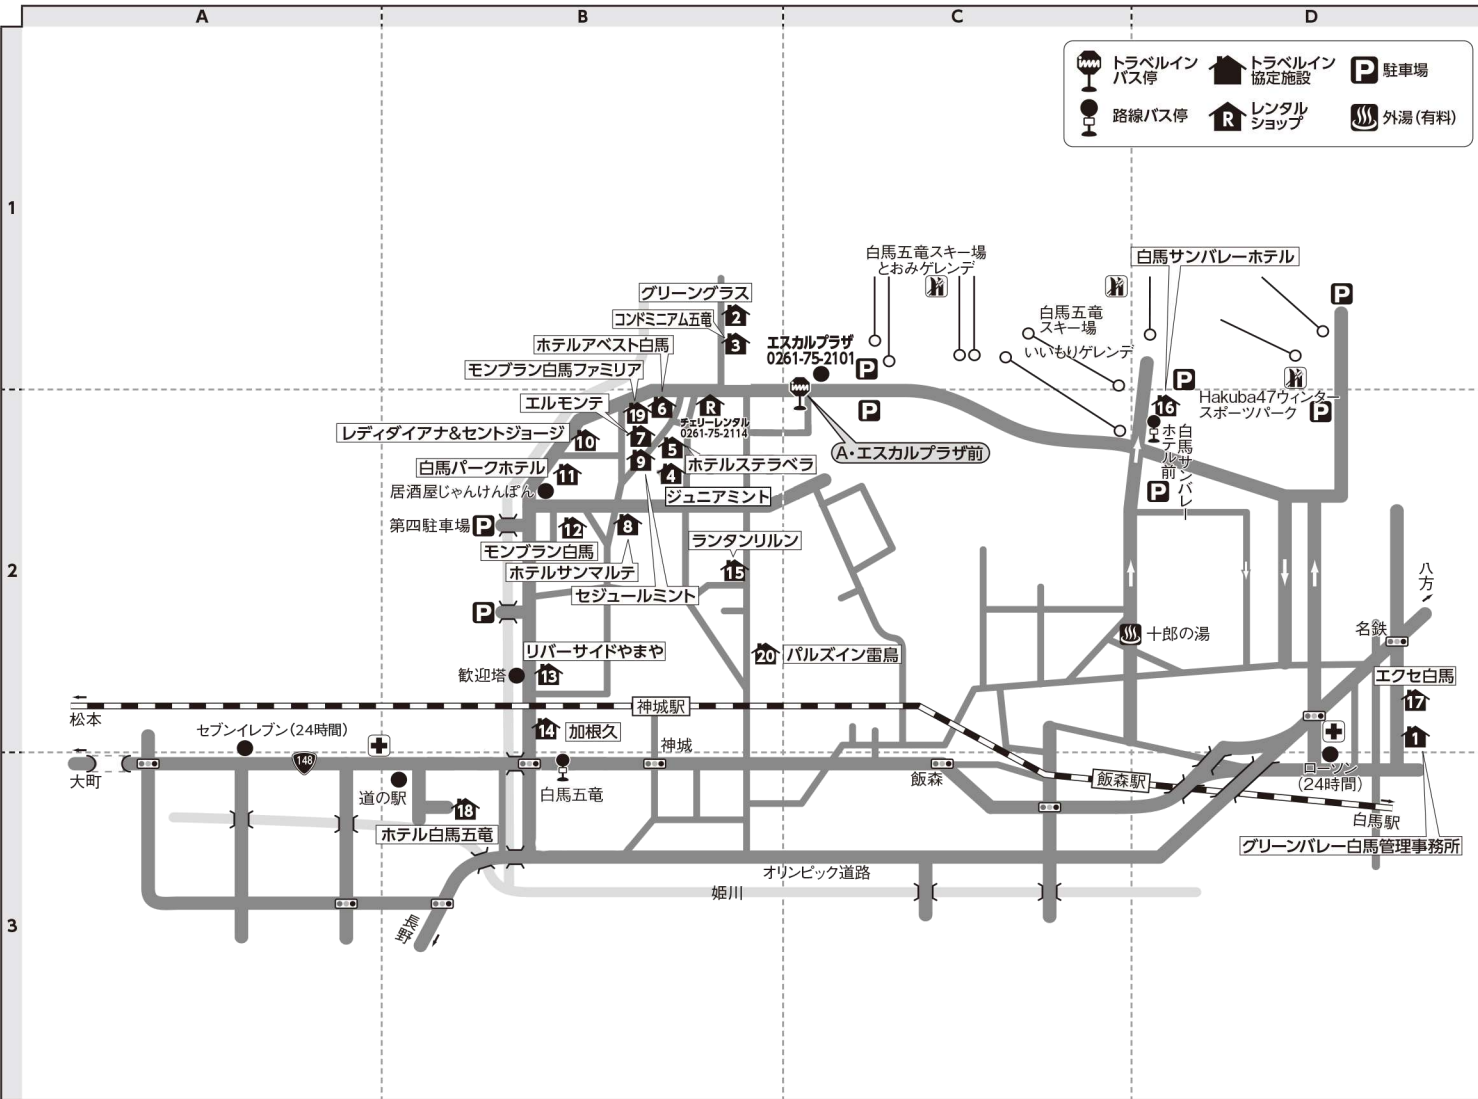 A
B
C
D
1
2
3
トラベルイン
バス停
トラベルイン
協定施設
P
駐車場
路線バス停
R
レンタル
ショップ
外湯（有料）
白馬五竜スキー場
とおみゲレンデ
白馬サンバレーホテル
P
グリーングラス
2
コンドミニアム五竜
3
白馬五竜
スキー場
いいもりゲレンデ
ホテルアベスト白馬
エスカルプラザ
0261-75-2101
P
モンブラン白馬ファミリア
P
Hakuba47ウィンター
スポーツパーク
P
エルモンテ
19
6
R
チェリーレンタル
0261-75-2114
P
16
レディダイアナ&セントジョージ
10
7
5
A・エスカルプラザ前
白馬サンバレー
ホテル前
白馬パークホテル
11
9
4
ホテルステラベラ
居酒屋じゃんけんぽん
ジュニアミント
P
第四駐車場
P
12
8
モンブラン白馬
ランタンリルン
ホテルサンマルテ
15
セジュールミント
八方
P
十郎の湯
名鉄
リバーサイドやまや
20
パルズイン雷鳥
歓迎塔
13
エクセ白馬
17
松本
神城駅
セブンイレブン（24時間）
14
加根久
神城
1
148
大町
道の駅
白馬五竜
飯森
飯森駅
ローソン
（24時間）
18
白馬駅
ホテル白馬五竜
グリーンバレー白馬管理事務所
オリンピック道路
姫川
長野